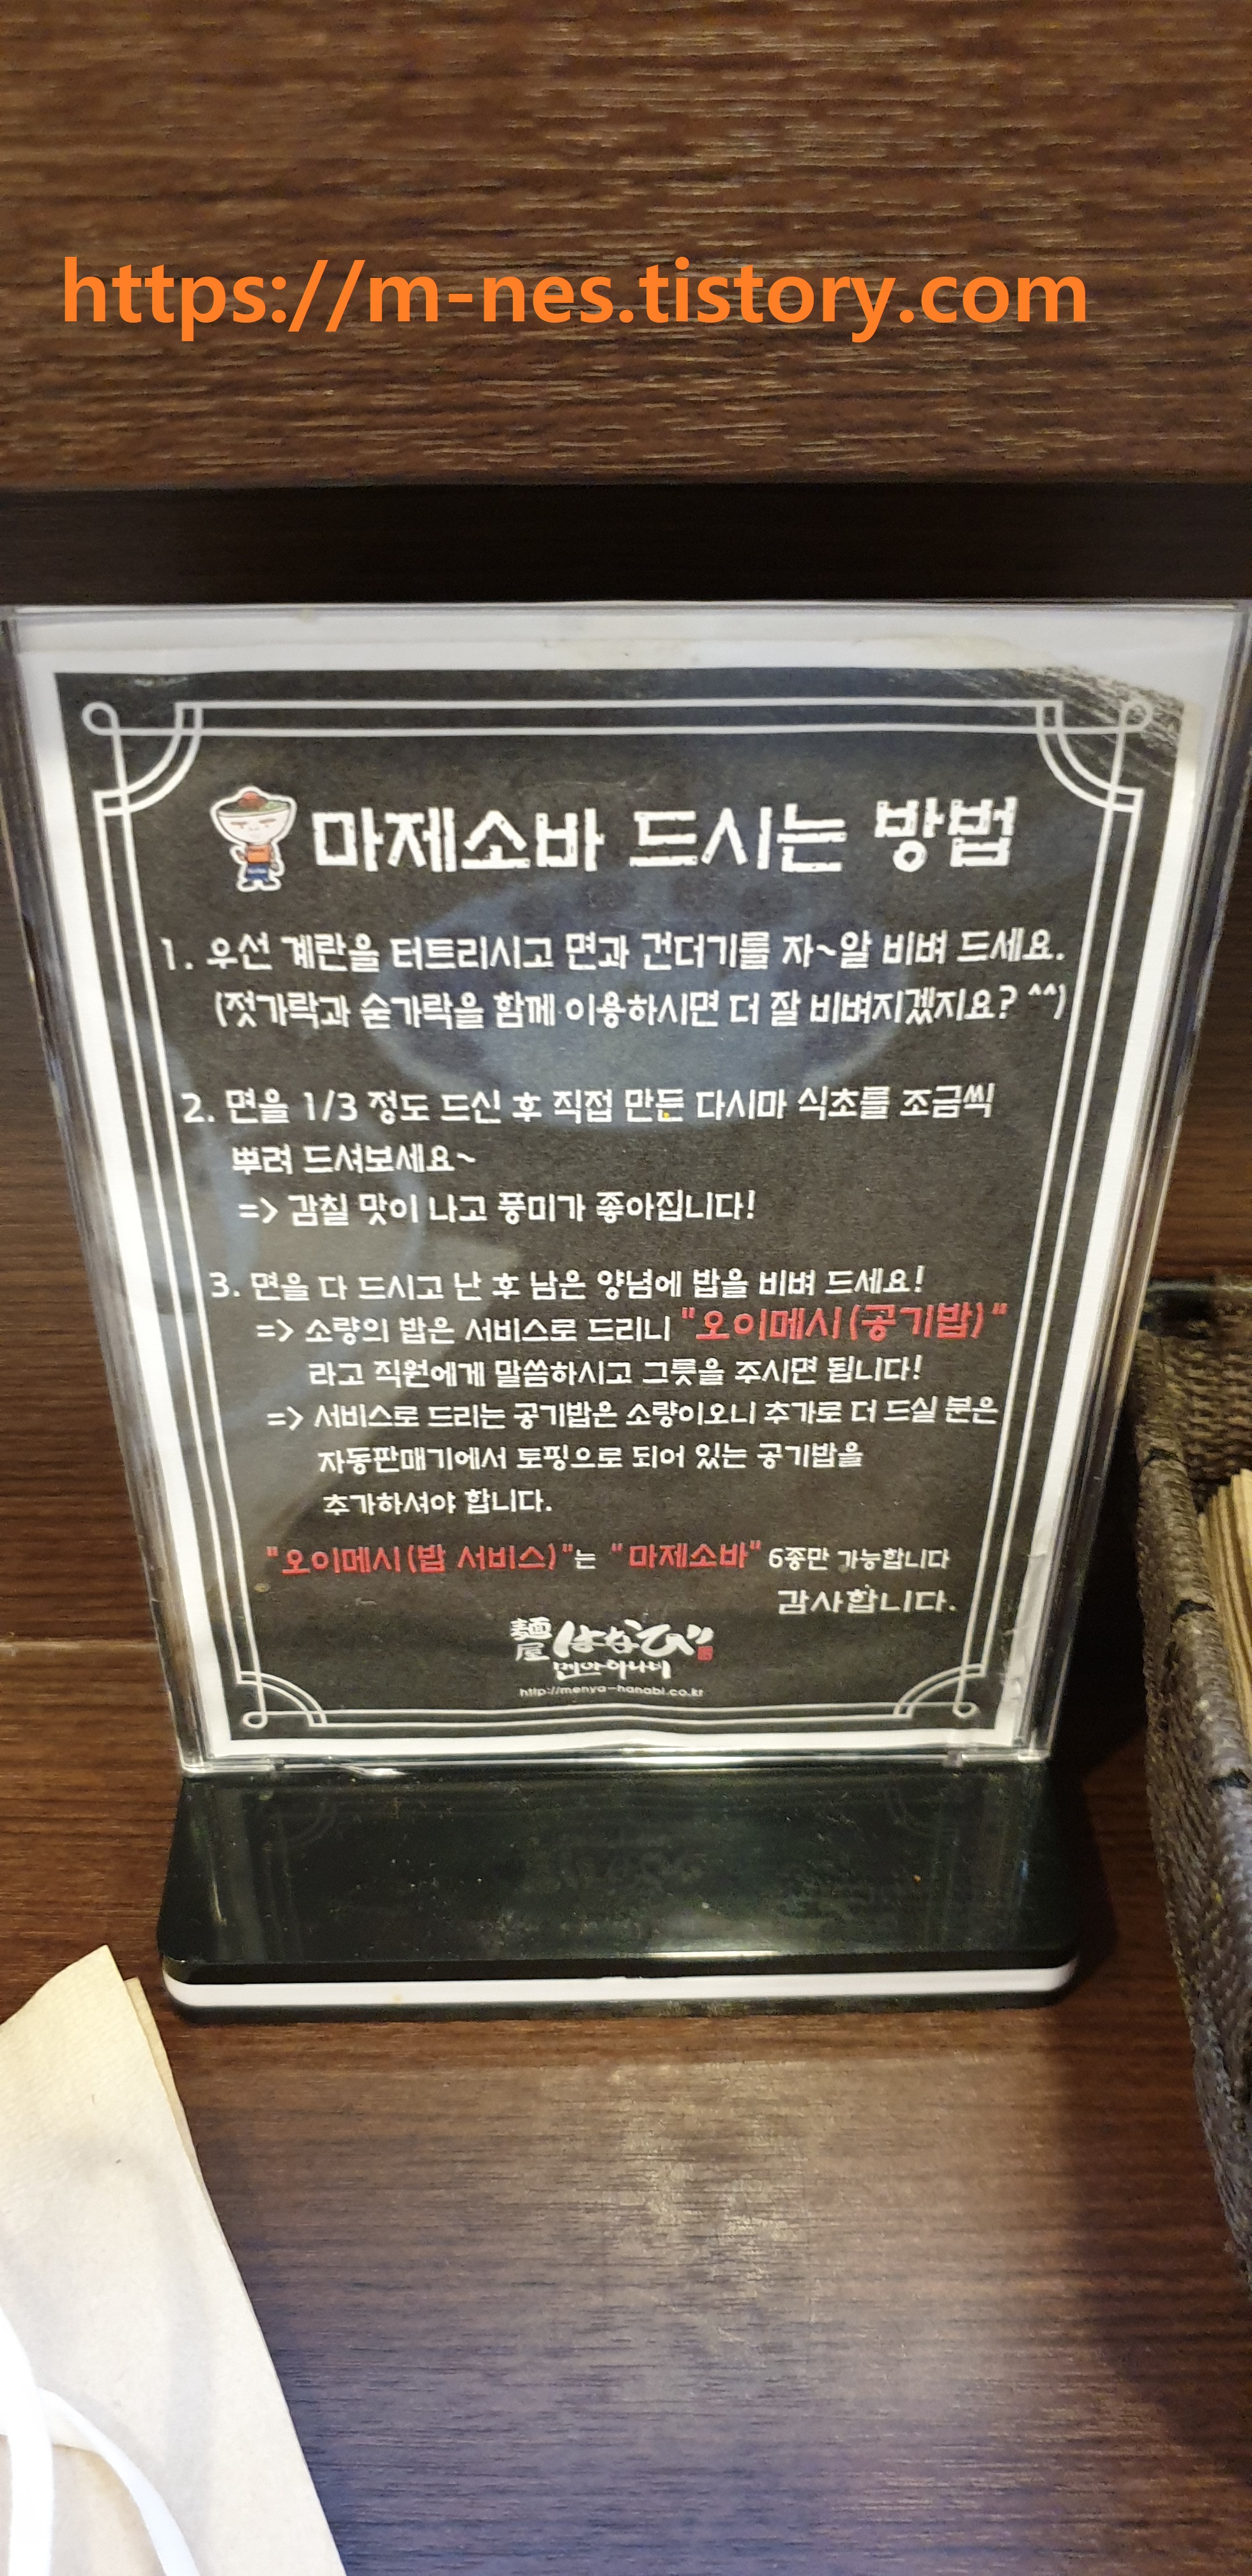 https://m-nes.tistory.com
마제소바 드시는 방법
1. 우선 계란을 터트리시고 면과 건더기를 자~알 비벼 드세요.
(젓가락과 숟가락을 함께 이용하시면 더 잘 비벼지겠지요? ^^)
2. 면을 1/3 정도 드신 후 직접 만든 다시마 식초를 조금씩
뿌려 드셔보세요~
=> 감칠 맛이 나고 풍미가 좋아집니다!
3. 면을 다 드시고 난 후 남은 양념에 밥을 비벼 드세요!
=> 소량의 밥은 서비스로 드리니 "오이메시(공기밥)"
라고 직원에게 말씀하시고 그릇을 주시면 됩니다!
=> 서비스로 드리는 공기밥은 소량이오니 추가로 더 드실 분은
자동판매기에서 토핑으로 되어 있는 공기밥을
추가하셔야 합니다.
"오이메시(밥 서비스)"는 "마제소바" 6종만 가능합니다
감사합니다.
麺屋 はなび
멘야하나비
http://menya-hanabi.co.kr